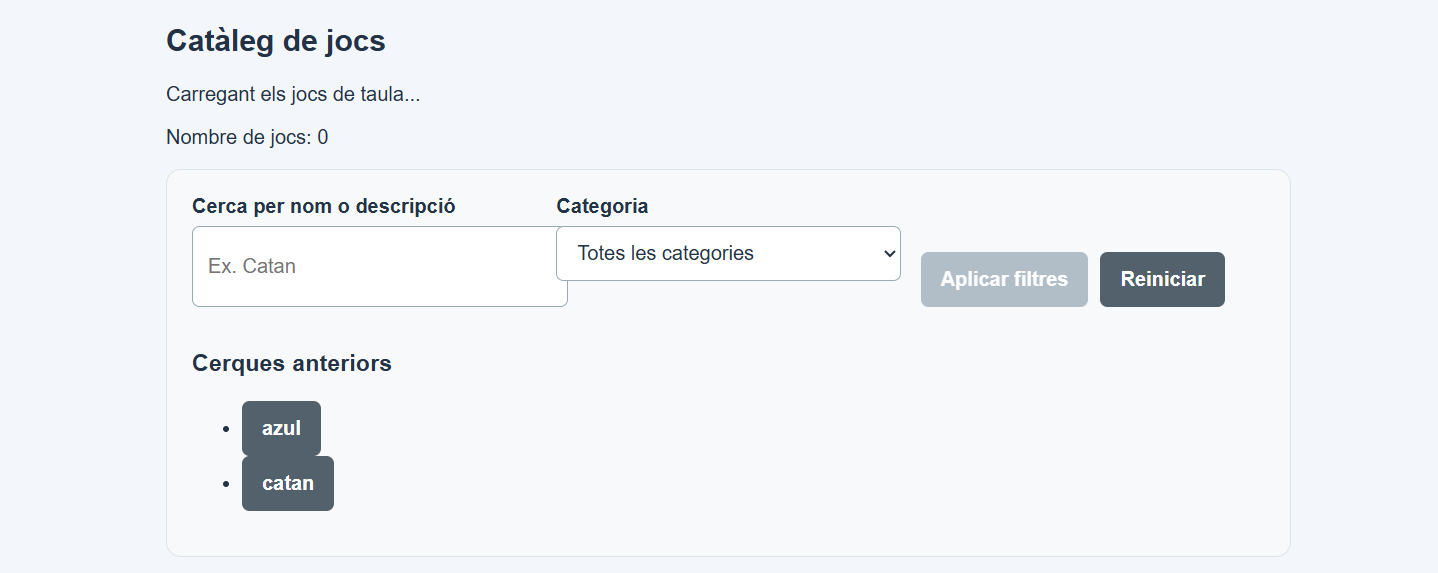 Catàleg de jocs
Carregant els jocs de taula...
Nombre de jocs: 0
Cerca per nom o descripció
Categoria
Ex. Catan
Totes les categories
Aplicar filtres
Reiniciar
Cerques anteriors
azul
catan